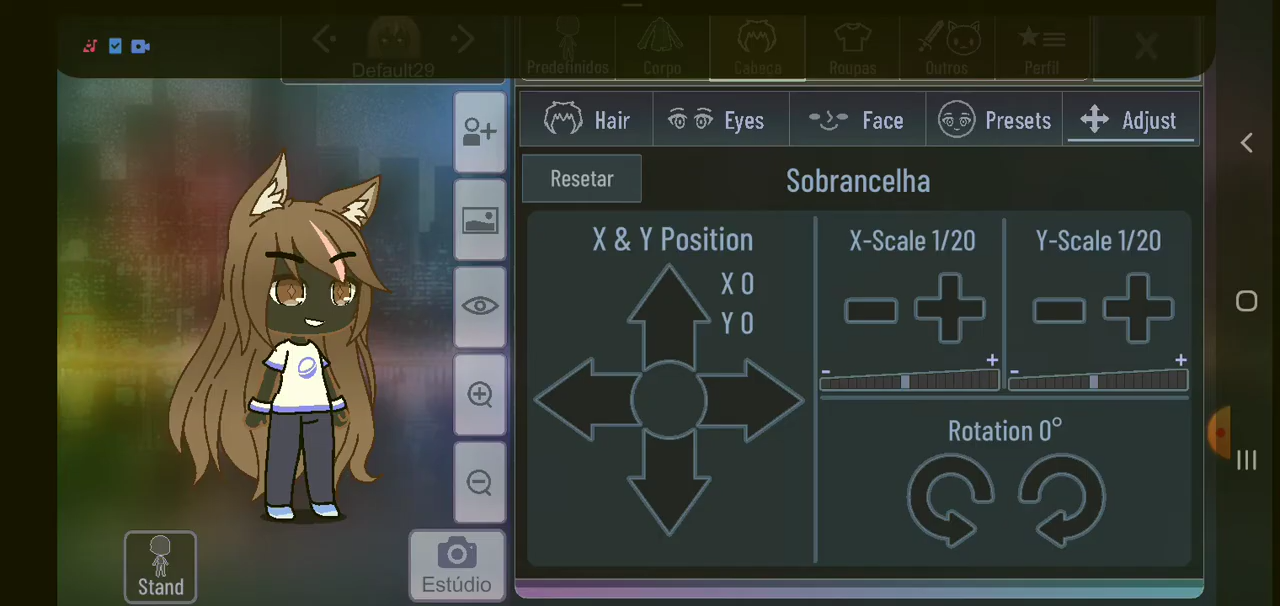 Default29
Predefinidos
Corpo
Cabeça
Roupas
Outros
Perfil
Hair
Eyes
Face
Presets
Adjust
Resetar
Sobrancelha
X & Y Position
X 0
Y 0
X-Scale 1/20
Y-Scale 1/20
Rotation 0°
Stand
Estúdio